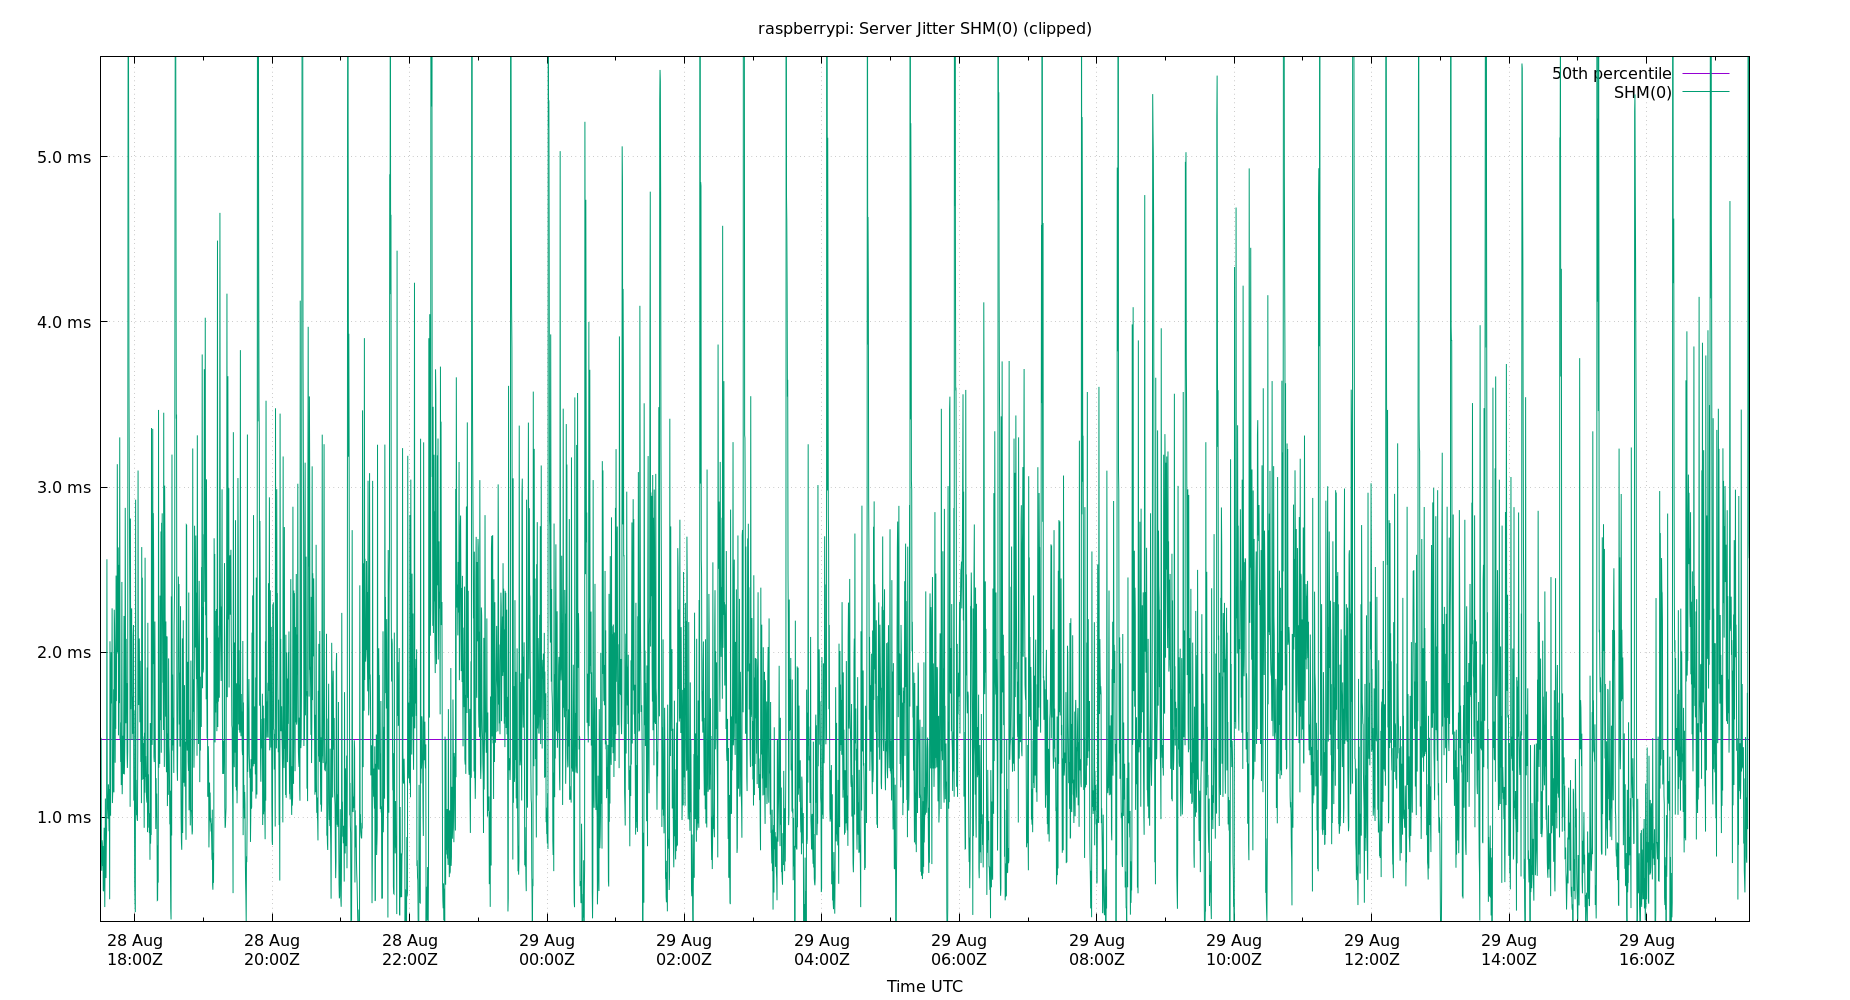 raspberrypi: Server Jitter SHM(0) (clipped)
50th percentile
SHM(0)
5.0 ms
4.0 ms
3.0 ms
2.0 ms
1.0 ms
28 Aug 28 Aug 28 Aug 29 Aug 29 Aug 29 Aug 29 Aug 29 Aug 29 Aug 29 Aug 29 Aug 29 Aug
18:00Z 20:00Z 22:00Z 00:00Z 02:00Z 04:00Z 06:00Z 08:00Z 10:00Z 12:00Z 14:00Z 16:00Z
Time UTC